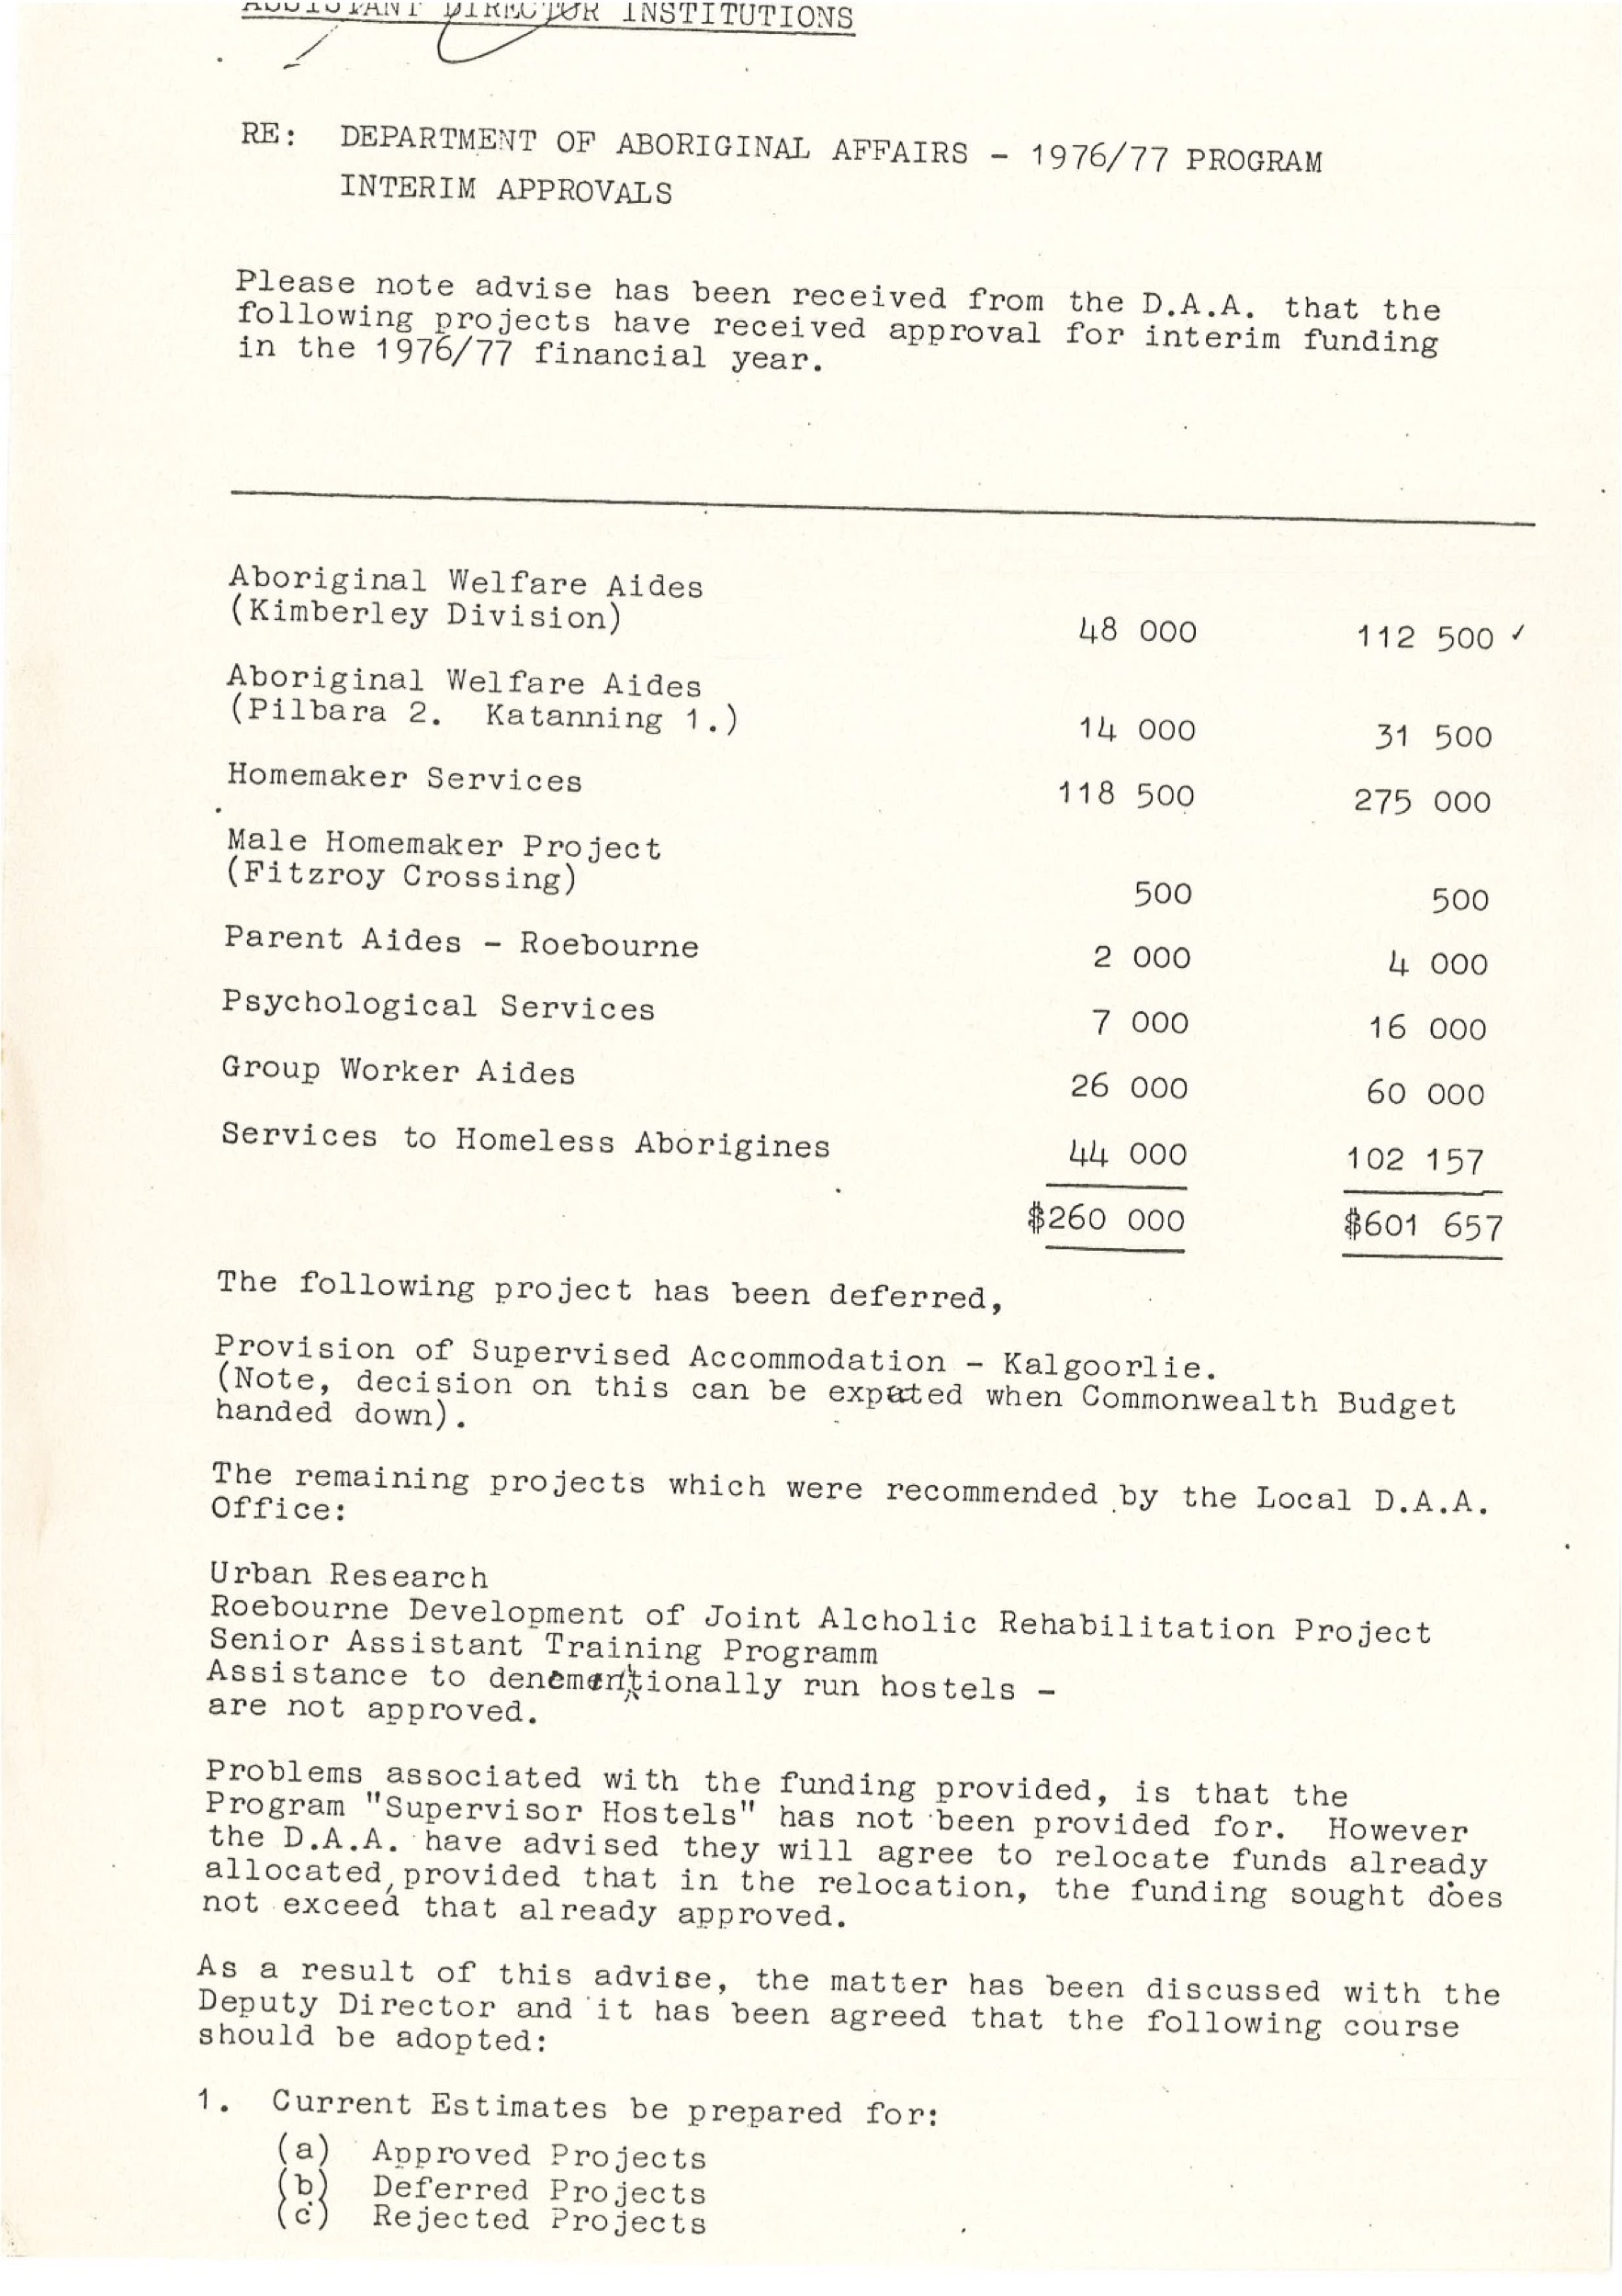 ASSISTANT DIRECTOR INSTITUTIONS
RE: DEPARTMENT OF ABORIGINAL AFFAIRS - 1976/77 PROGRAM
INTERIM APPROVALS
Please note advise has been received from the D.A.A. that the
following projects have received approval for interim funding
in the 1976/77 financial year.
Aboriginal Welfare Aides
(Kimberley Division) 48 000 112 500 ✓
Aboriginal Welfare Aides
(Pilbara 2. Katanning 1.) 14 000 31 500
Homemaker Services 118 500 275 000
Male Homemaker Project
(Fitzroy Crossing) 500 500
Parent Aides - Roebourne 2 000 4 000
Psychological Services 7 000 16 000
Group Worker Aides 26 000 60 000
Services to Homeless Aborigines 44 000 102 157
$260 000 $601 657
The following project has been deferred,
Provision of Supervised Accommodation - Kalgoorlie.
(Note, decision on this can be when Commonwealth Budget
handed down).
The remaining projects which were recommended by the Local D.A.A.
Office:
Urban Research
Roebourne Development of Joint Alcholic Rehabilitation Project
Senior Assistant Training Programm
Assistance to run hostels -
are not approved.
Problems associated with the funding provided, is that the
Program "Supervisor Hostels" has not been provided for. However
the D.A.A. have advised they will agree to relocate funds already
allocated, provided that in the relocation, the funding sought does
not exceed that already approved.
As a result of this advise, the matter has been discussed with the
Deputy Director and it has been agreed that the following course
should be adopted:
1. Current Estimates be prepared for:
(a) Approved Projects
(b) Deferred Projects
(c) Rejected Projects